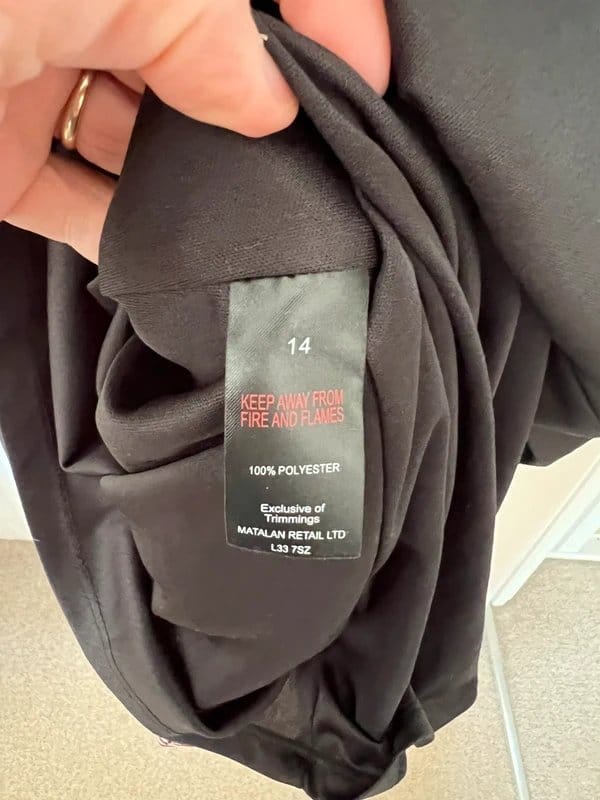 14
KEEP AWAY FROM
FIRE AND FLAMES
100% POLYESTER
Exclusive of
Trimmings
MATALAN RETAIL LTD
L33 7SZ